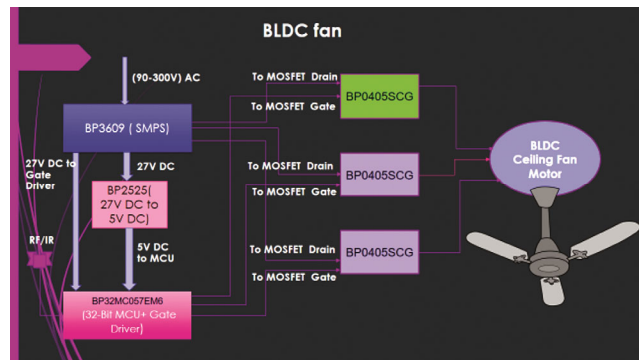 BLDC fan
(90-300V) AC
BP3609 ( SMPS)
27V DC to
Gate
Driver
27V DC
BP2525(
27V DC to
5V DC)
RF/IR
5V DC
to MCU
BP32MC057EM6
(32-Bit MCU+ Gate
Driver)
To MOSFET Drain
To MOSFET Gate
BP0405SCG
To MOSFET Drain
To MOSFET Gate
BP0405SCG
To MOSFET Drain
To MOSFET Gate
BP0405SCG
BLDC
Ceiling Fan
Motor